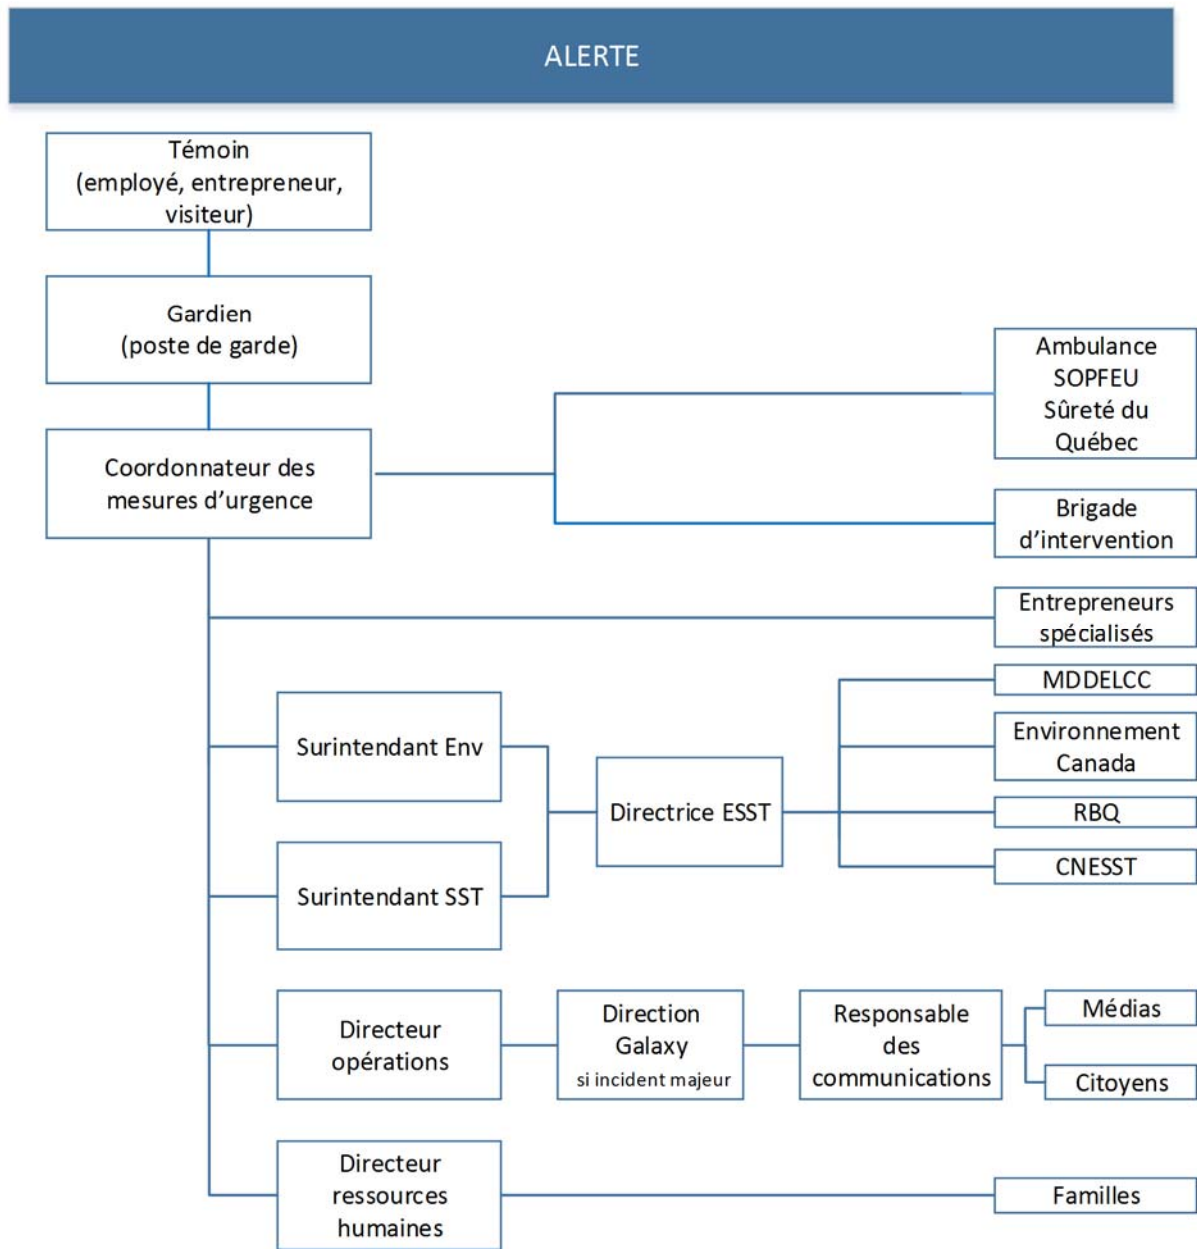 ALERTE
Témoin
(employé, entrepreneur,
visiteur)
Gardien
(poste de garde)
Coordonnateur des
mesures d’urgence
Ambulance
SOPFEU
Sûreté du
Québec
Brigade
d’intervention
Entrepreneurs
spécialisés
Surintendant Env
Surintendant SST
Directrice ESST
MDDELCC
Environnement
Canada
RBQ
CNESST
Directeur
opérations
Direction
Galaxy
si incident majeur
Responsable
des
communications
Médias
Citoyens
Directeur
ressources
humaines
Familles